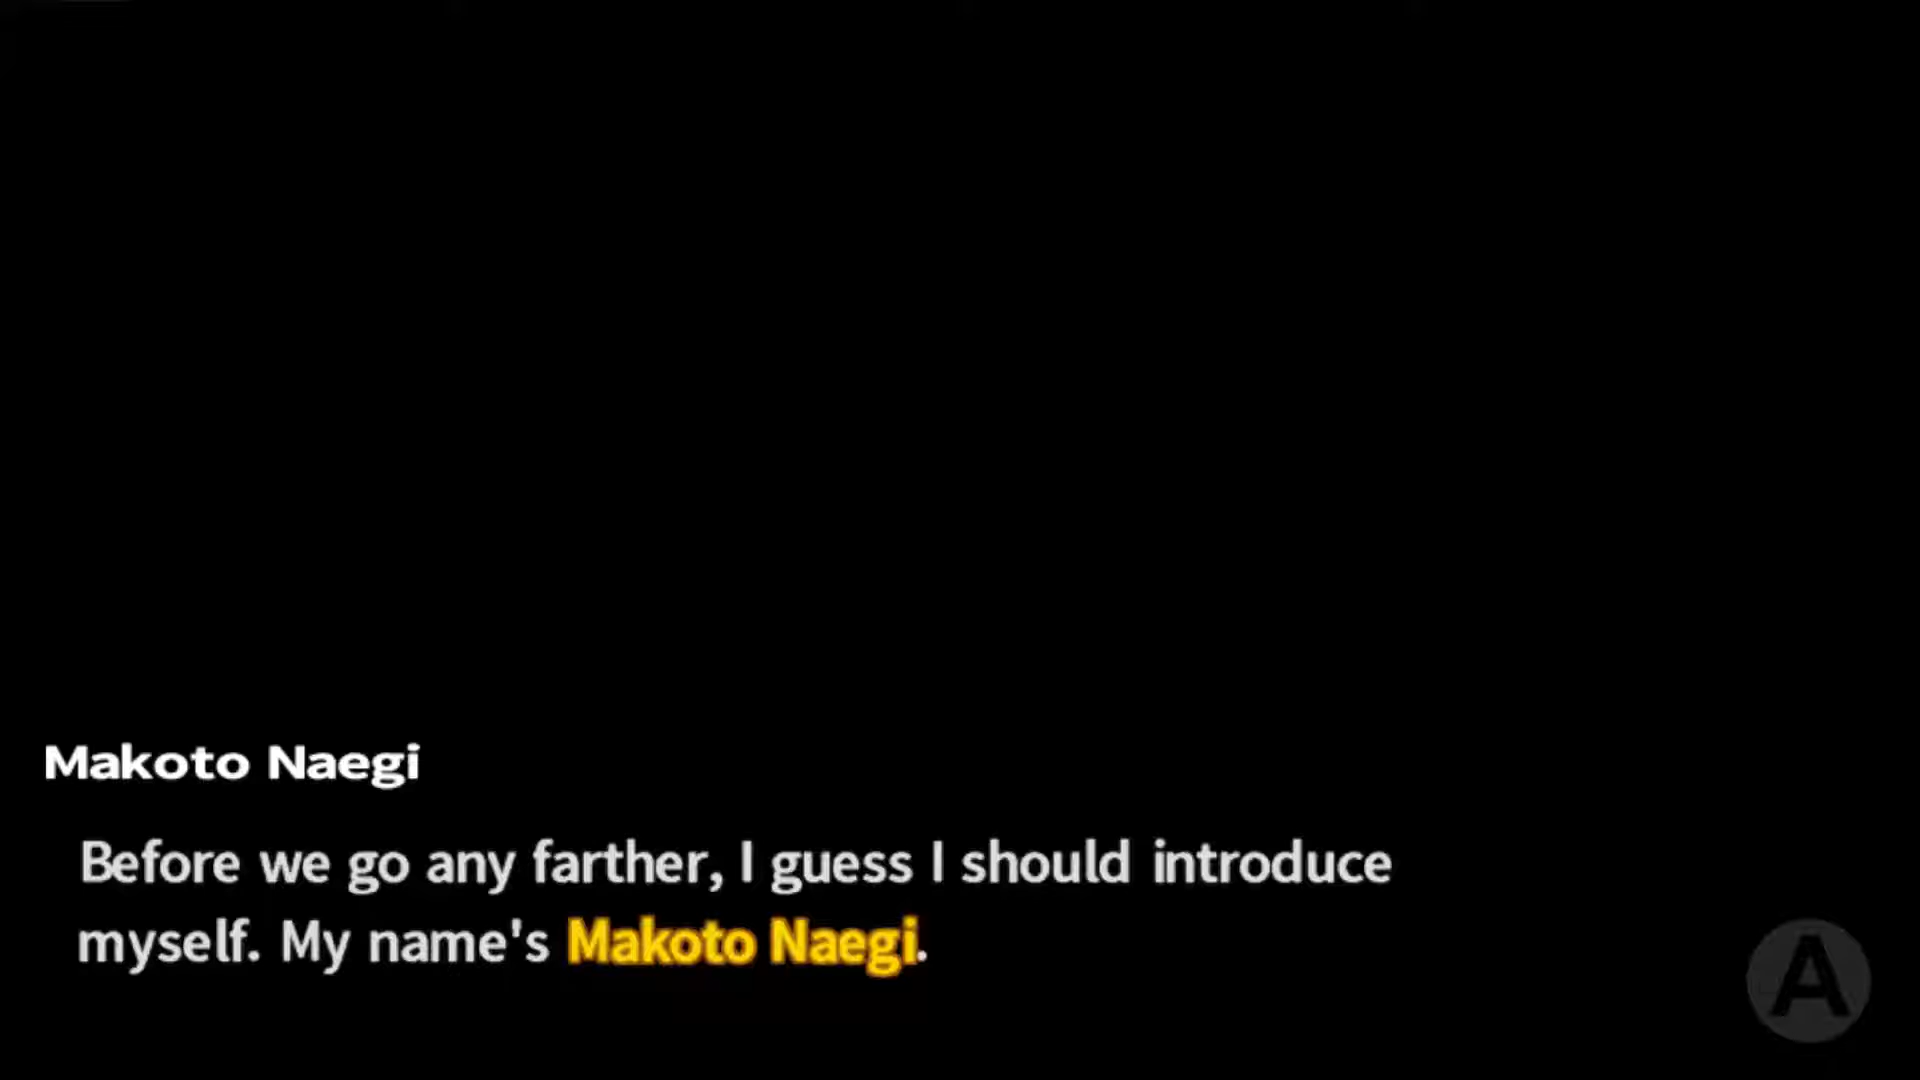 Makoto Naegi
Before we go any farther, I guess I should introduce
myself. My name's Makoto Naegi.
A